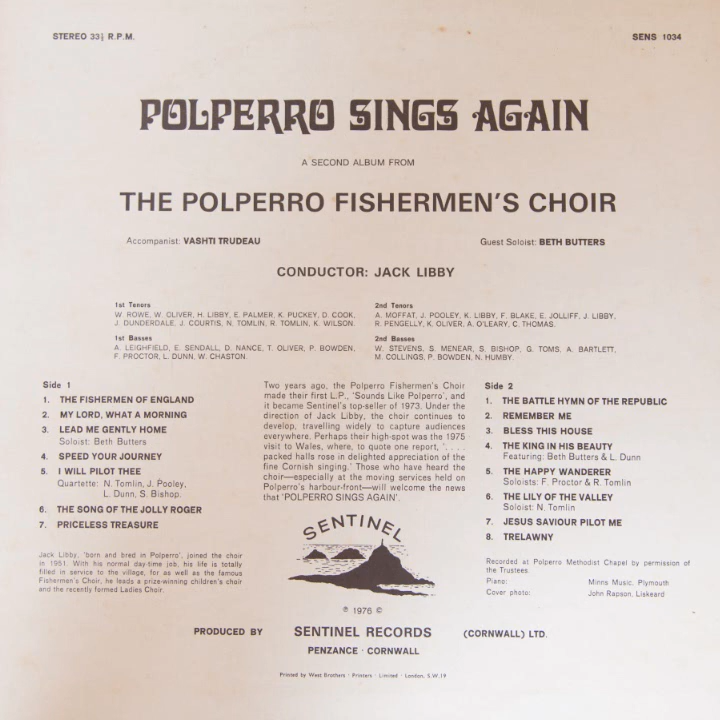 STEREO 33⅓ R.P.M.
SENS 1034
POLPERRO SINGS AGAIN
A SECOND ALBUM FROM
THE POLPERRO FISHERMEN'S CHOIR
Accompanist: VASHTI TRUDEAU
Guest Soloist: BETH BUTTERS
CONDUCTOR: JACK LIBBY
1st Tenors
W. ROWE, W. OLIVER, H. LIBBY, E. PALMER, K. PUCKEY, D. COOK,
J. DUNDERDALE, J. COURTIS, N. TOMLIN, R. TOMLIN, K. WILSON.
1st Basses
A. LEIGHFIELD, E. SENDALL, D. NANCE, T. OLIVER, P. BOWDEN,
F. PROCTOR, L. DUNN, W. CHASTON.
2nd Tenors
A. MOFFAT, J. POOLEY, K. LIBBY, F. BLAKE, E. JOLLIFF, J. LIBBY,
R. PENGELLY, K. OLIVER, A. O'LEARY, C. THOMAS.
2nd Basses
W. STEVENS, S. MENEAR, S. BISHOP, G. TOMS, A. BARTLETT,
M. COLLINGS, P. BOWDEN, N. HUMBY.
Side 1
1. THE FISHERMEN OF ENGLAND
2. MY LORD, WHAT A MORNING
3. LEAD ME GENTLY HOME
Soloist: Beth Butters
4. SPEED YOUR JOURNEY
5. I WILL PILOT THEE
Quartette: N. Tomlin, J. Pooley,
L. Dunn, S. Bishop.
6. THE SONG OF THE JOLLY ROGER
7. PRICELESS TREASURE
Jack Libby, 'born and bred in Polperro', joined the choir
in 1951. With his normal day-time job, his life is totally
filled in service to the village, for as well as the famous
Fishermen's Choir, he leads a prize-winning children's choir
and the recently formed Ladies Choir.
Two years ago, the Polperro Fishermen's Choir
made their first L.P., 'Sounds Like Polperro', and
it became Sentinel's top-seller of 1973. Under the
direction of Jack Libby, the choir continues to
develop, travelling widely to capture audiences
everywhere. Perhaps their high-spot was the 1975
visit to Wales, where, to quote one report, '. . . .
packed halls rose in delighted appreciation of the
fine Cornish singing.' Those who have heard the
choir—especially at the moving services held on
Polperro's harbour-front—will welcome the news
that 'POLPERRO SINGS AGAIN'.
SENTINEL
℗ 1976 ©
Side 2
1. THE BATTLE HYMN OF THE REPUBLIC
2. REMEMBER ME
3. BLESS THIS HOUSE
4. THE KING IN HIS BEAUTY
Featuring: Beth Butters & L. Dunn
5. THE HAPPY WANDERER
Soloists: F. Proctor & R. Tomlin
6. THE LILY OF THE VALLEY
Soloist: N. Tomlin
7. JESUS SAVIOUR PILOT ME
8. TRELAWNY
Recorded at Polperro Methodist Chapel by permission of
the Trustees
Piano: Minns Music, Plymouth
Cover photo: John Rapson, Liskeard
PRODUCED BY SENTINEL RECORDS (CORNWALL) LTD.
PENZANCE · CORNWALL
Printed by West Brothers · Printers · Limited · London, S.W.19